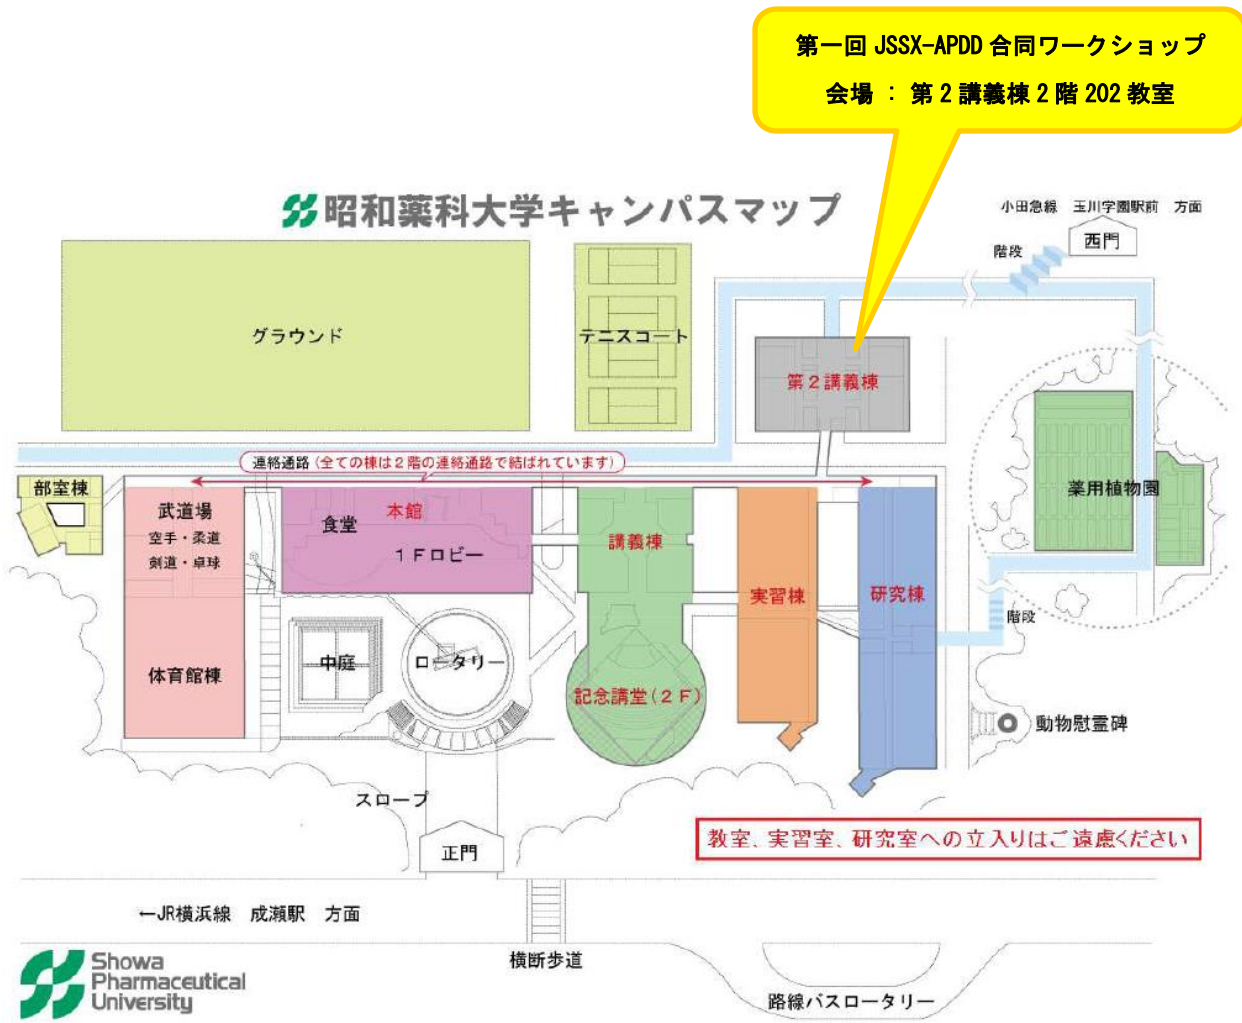 第一回 JSSX-APDD 合同ワークショップ
会場 ： 第２講義棟２階 202 教室
昭和薬科大学キャンパスマップ
小田急線 玉川学園駅前 方面
西門
階段
グラウンド
テニスコート
第２講義棟
連絡通路（全ての棟は２階の連絡通路で結ばれています）
部室棟
武道場
空手・柔道
剣道・卓球
食堂
本館
１Ｆロビー
講義棟
実習棟
研究棟
薬用植物園
階段
体育館棟
中庭
ロータリー
記念講堂（２Ｆ）
動物慰霊碑
スロープ
正門
教室、実習室、研究室への立入りはご遠慮ください
←JR横浜線 成瀬駅 方面
横断歩道
路線バスロータリー
Showa
Pharmaceutical
University